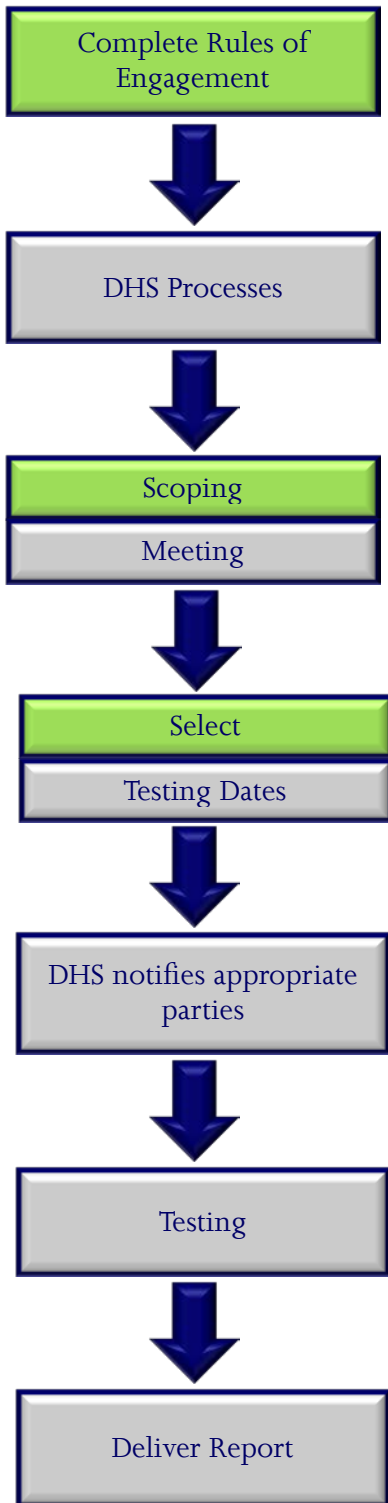 Complete Rules of
Engagement
DHS Processes
Scoping
Meeting
Select
Testing Dates
DHS notifies appropriate
parties
Testing
Deliver Report